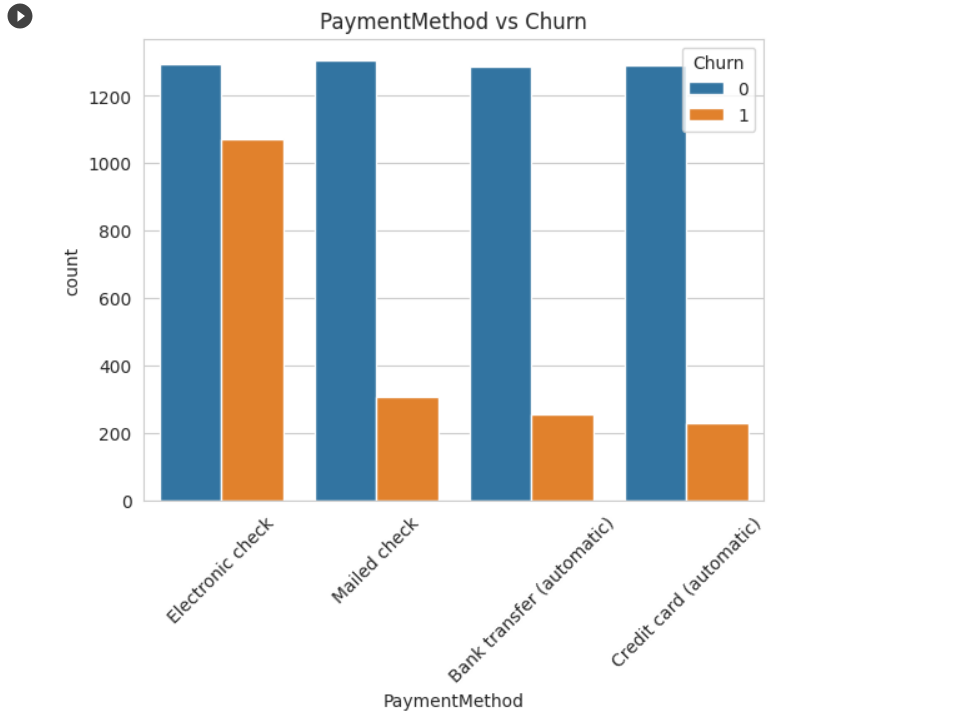 PaymentMethod vs Churn
Churn
0
1
1200
1000
800
600
400
200
0
count
Electronic check
Mailed check
Bank transfer (automatic)
Credit card (automatic)
PaymentMethod